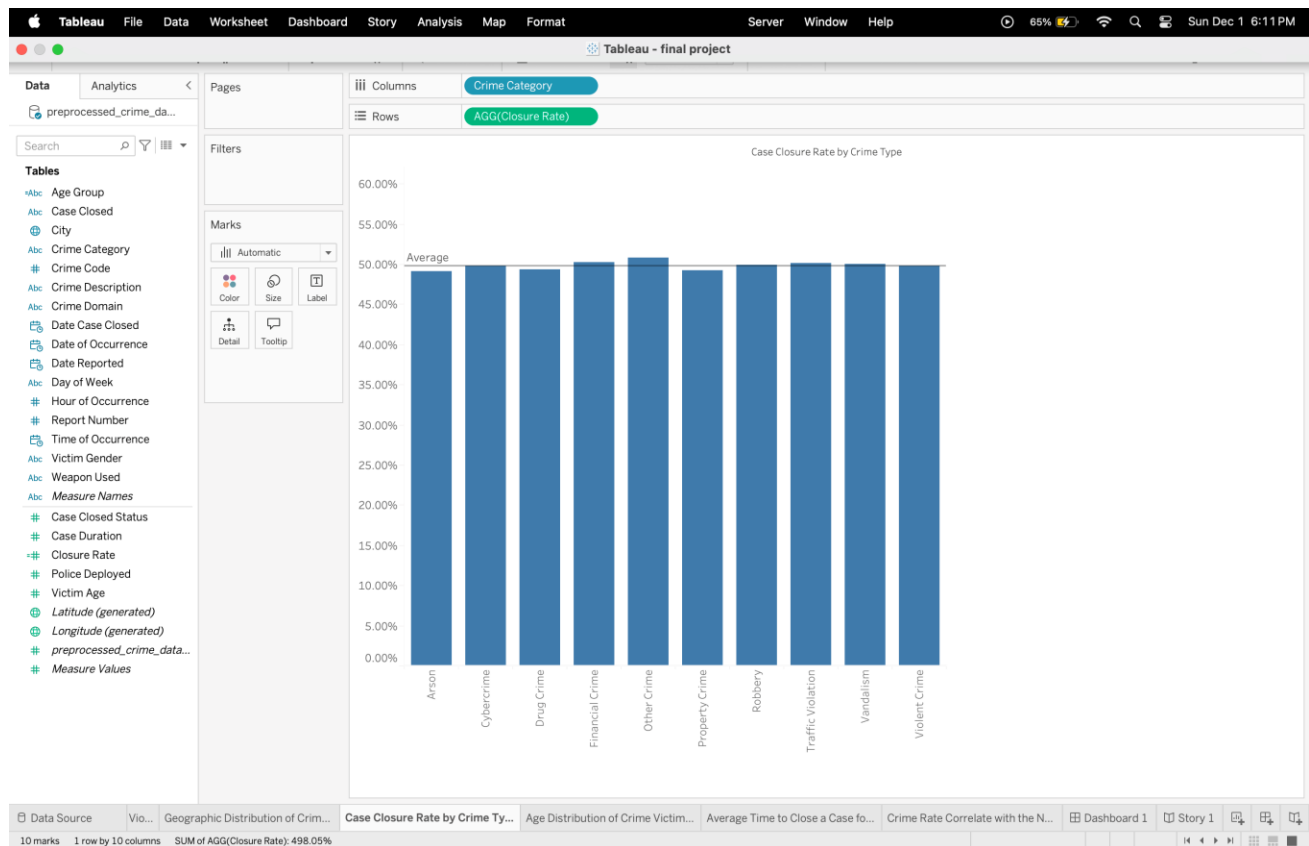 Tableau File Data Worksheet Dashboard Story Analysis Map Format Server Window Help 65% Sun Dec 1 6:11 PM
Tableau - final project
Data Analytics
preprocessed_crime_da...
Search
Tables
Abc Age Group
Abc Case Closed
City
Abc Crime Category
# Crime Code
Abc Crime Description
Abc Crime Domain
Date Case Closed
Date of Occurrence
Date Reported
Abc Day of Week
# Hour of Occurrence
# Report Number
Time of Occurrence
Abc Victim Gender
Abc Weapon Used
Abc Measure Names
# Case Closed Status
# Case Duration
=# Closure Rate
# Police Deployed
# Victim Age
Latitude (generated)
Longitude (generated)
# preprocessed_crime_data...
# Measure Values
Pages
Filters
Marks
Automatic
Color Size Label
Detail Tooltip
Columns Crime Category
Rows AGG(Closure Rate)
Case Closure Rate by Crime Type
60.00%
55.00%
Average
50.00%
45.00%
40.00%
35.00%
30.00%
25.00%
20.00%
15.00%
10.00%
5.00%
0.00%
Arson
Cybercrime
Drug Crime
Financial Crime
Other Crime
Property Crime
Robbery
Traffic Violation
Vandalism
Violent Crime
Data Source Vio... Geographic Distribution of Crim... Case Closure Rate by Crime Ty... Age Distribution of Crime Victim... Average Time to Close a Case fo... Crime Rate Correlate with the N... Dashboard 1 Story 1
10 marks 1 row by 10 columns SUM of AGG(Closure Rate): 498.05%